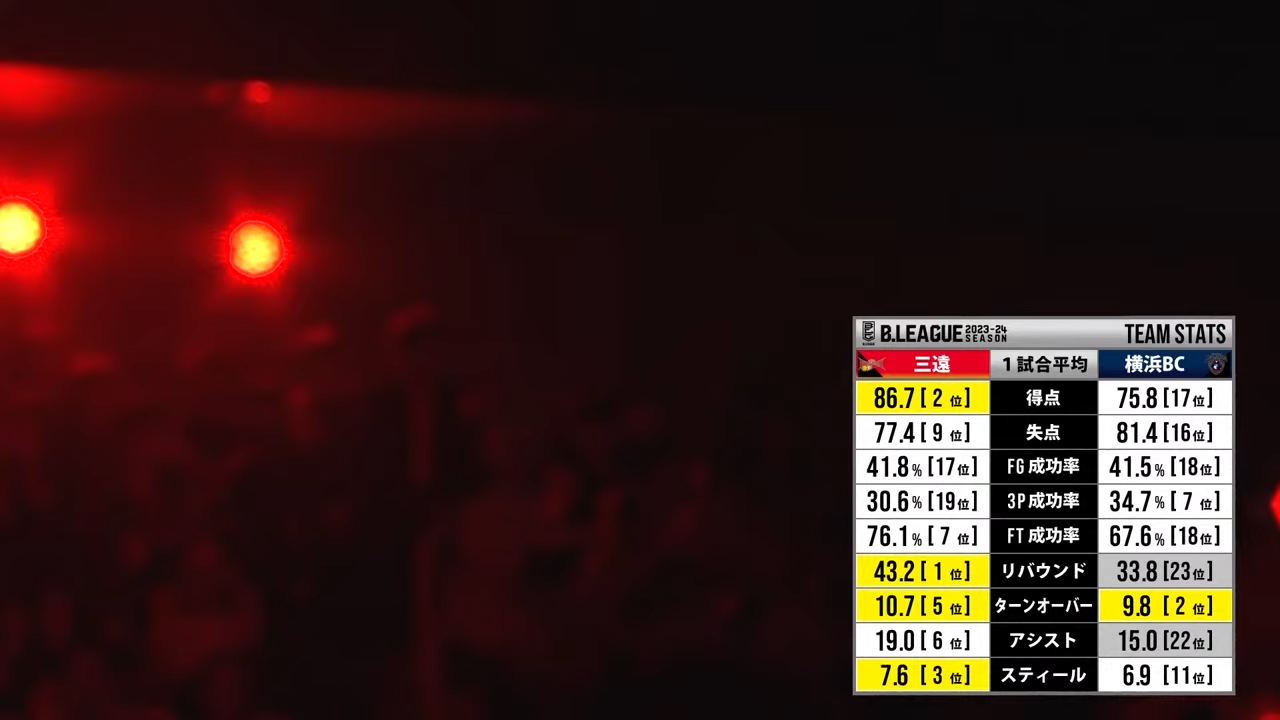 B.LEAGUE 2023-24 SEASON TEAM STATS
三遠 1試合平均 横浜BC
86.7 [ 2 位] 得点 75.8 [17位]
77.4 [ 9 位] 失点 81.4 [16位]
41.8% [17位] FG成功率 41.5% [18位]
30.6% [19位] 3P成功率 34.7% [ 7 位]
76.1% [ 7 位] FT成功率 67.6% [18位]
43.2 [ 1 位] リバウンド 33.8 [23位]
10.7 [ 5 位] ターンオーバー 9.8 [ 2 位]
19.0 [ 6 位] アシスト 15.0 [22位]
7.6 [ 3 位] スティール 6.9 [11位]